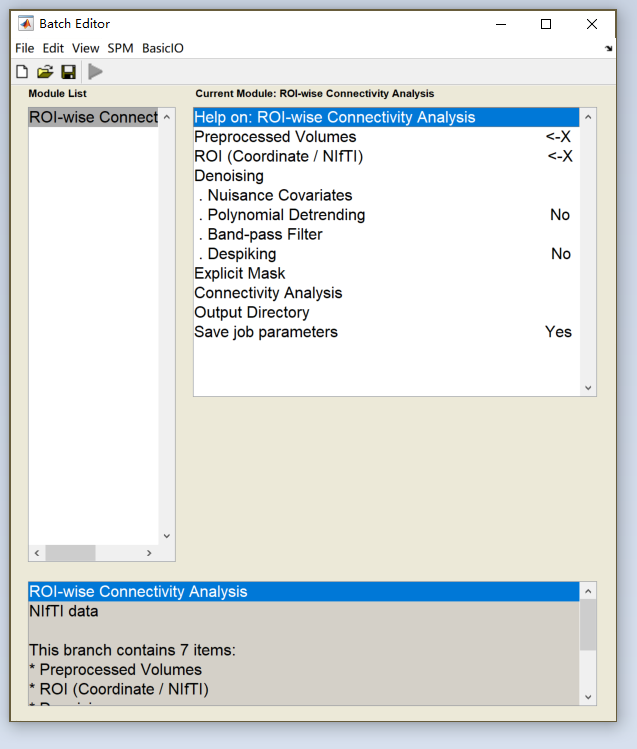 Batch Editor
File Edit View SPM BasicIO
Module List
Current Module: ROI-wise Connectivity Analysis
ROI-wise Connect
Help on: ROI-wise Connectivity Analysis
Preprocessed Volumes <-X
ROI (Coordinate / NIfTI) <-X
Denoising
. Nuisance Covariates
. Polynomial Detrending No
. Band-pass Filter
. Despiking No
Explicit Mask
Connectivity Analysis
Output Directory
Save job parameters Yes
ROI-wise Connectivity Analysis
NIfTI data
This branch contains 7 items:
* Preprocessed Volumes
* ROI (Coordinate / NIfTI)